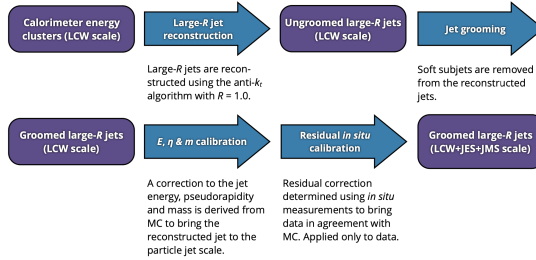 Calorimeter energy
clusters (LCW scale)
Large-R jet
reconstruction
Ungroomed large-R jets
(LCW scale)
Jet grooming
Large-R jets are recon-
structed using the anti-kt
algorithm with R = 1.0.
Soft subjets are removed
from the reconstructed
jets.
Groomed large-R jets
(LCW scale)
E, η & m calibration
Residual in situ
calibration
Groomed large-R jets
(LCW+JES+JMS scale)
A correction to the jet
energy, pseudorapidity
and mass is derived from
MC to bring the
reconstructed jet to the
particle jet scale.
Residual correction
determined using in situ
measurements to bring
data in agreement with
MC. Applied only to data.